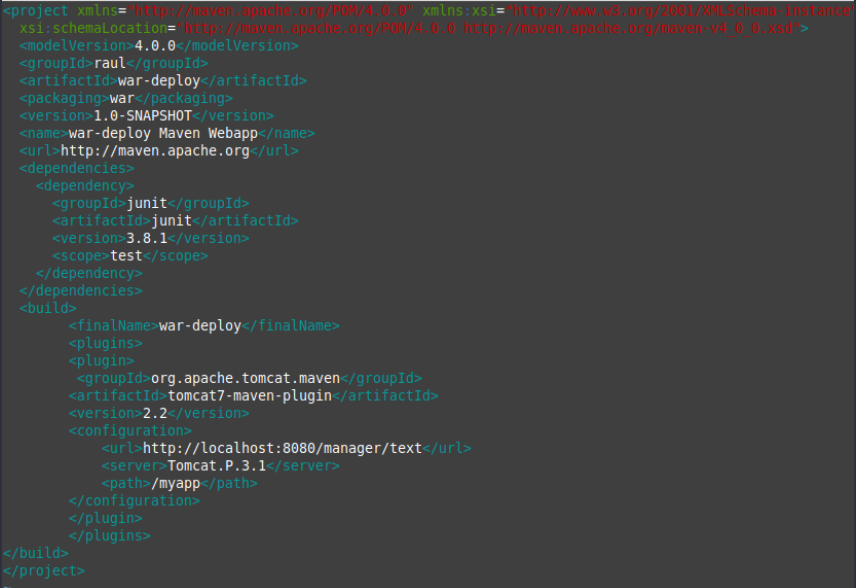 <project xmlns="http://maven.apache.org/POM/4.0.0" xmlns:xsi="http://www.w3.org/2001/XMLSchema-instance"
  xsi:schemaLocation="http://maven.apache.org/POM/4.0.0 http://maven.apache.org/maven-v4_0_0.xsd">
  <modelVersion>4.0.0</modelVersion>
  <groupId>raul</groupId>
  <artifactId>war-deploy</artifactId>
  <packaging>war</packaging>
  <version>1.0-SNAPSHOT</version>
  <name>war-deploy Maven Webapp</name>
  <url>http://maven.apache.org</url>
  <dependencies>
    <dependency>
      <groupId>junit</groupId>
      <artifactId>junit</artifactId>
      <version>3.8.1</version>
      <scope>test</scope>
    </dependency>
  </dependencies>
  <build>
        <finalName>war-deploy</finalName>
        <plugins>
        <plugin>
         <groupId>org.apache.tomcat.maven</groupId>
        <artifactId>tomcat7-maven-plugin</artifactId>
        <version>2.2</version>
        <configuration>
            <url>http://localhost:8080/manager/text</url>
            <server>Tomcat.P.3.1</server>
            <path>/myapp</path>
        </configuration>
        </plugin>
        </plugins>
</build>
</project>